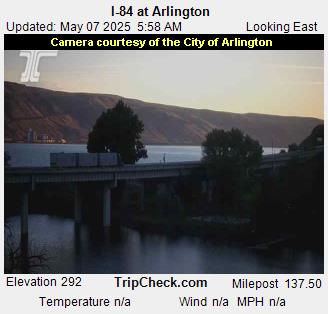 I-84 at Arlington
Updated: May 07 2025 5:58 AM Looking East
Camera courtesy of the City of Arlington
Elevation 292 TripCheck.com Milepost 137.50
Temperature n/a Wind n/a MPH n/a